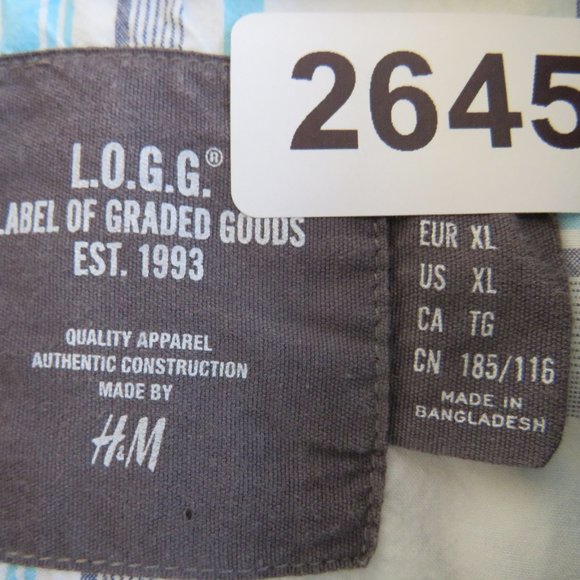 2645
L.O.G.G.®
LABEL OF GRADED GOODS
EST. 1993
QUALITY APPAREL
AUTHENTIC CONSTRUCTION
MADE BY
H&M
EUR XL
US XL
CA TG
CN 185/116
MADE IN
BANGLADESH